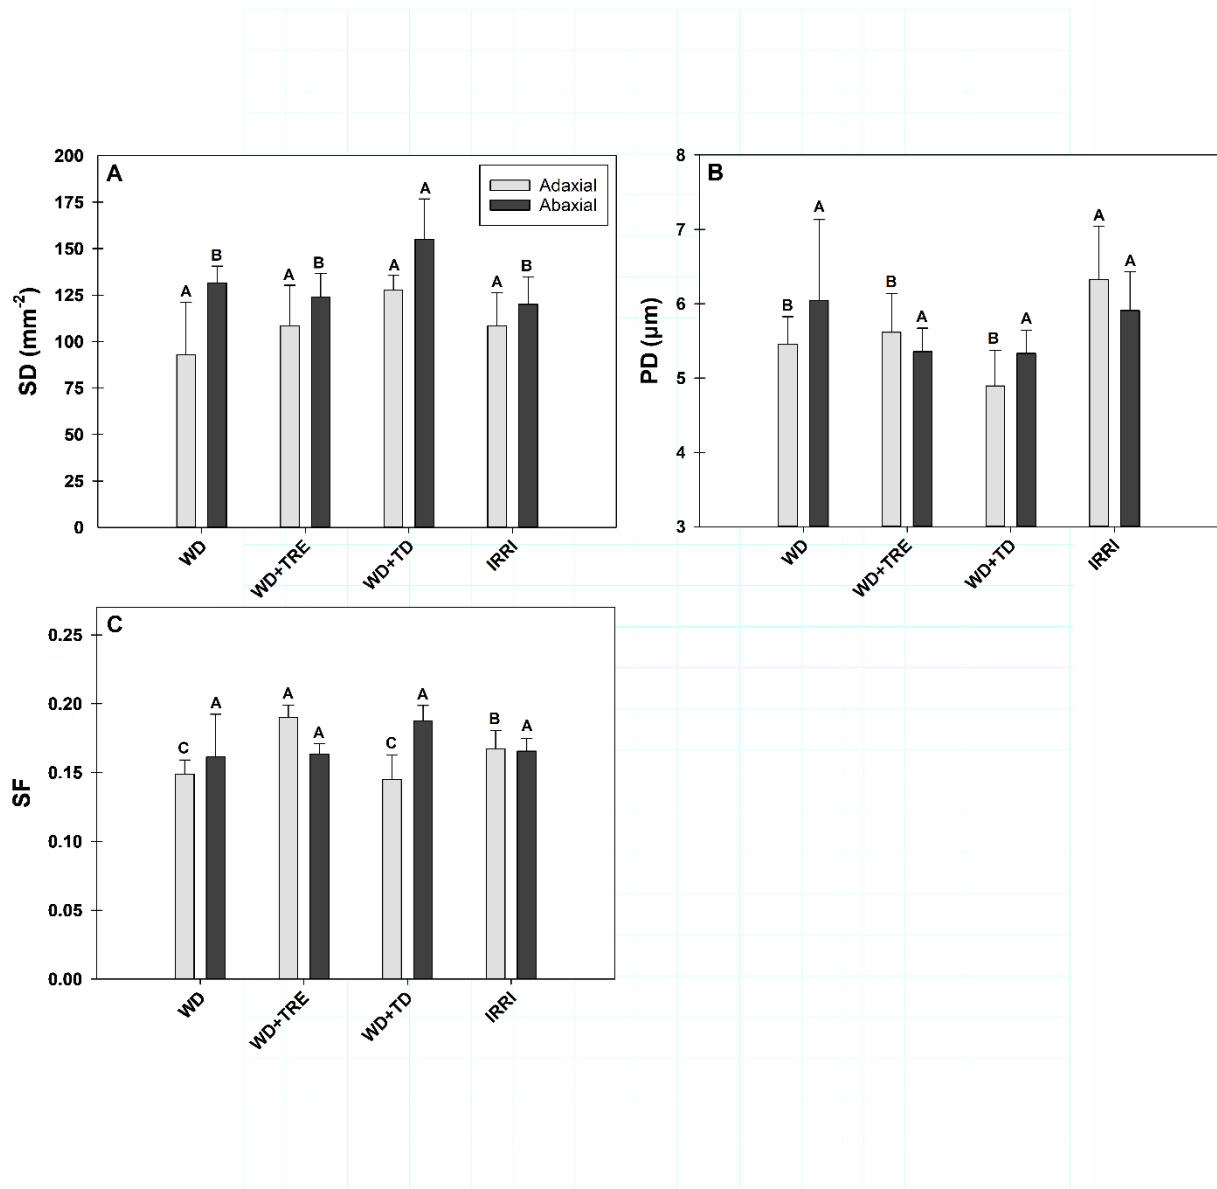 A
Adaxial
Abaxial
SD (mm-2)
200
175
150
125
100
75
50
25
0
A
B
A
B
A
A
A
B
WD
WD+TRE
WD+TD
IRRI
B
PD (µm)
8
7
6
5
4
3
B
A
B
A
B
A
A
A
WD
WD+TRE
WD+TD
IRRI
C
SF
0.25
0.20
0.15
0.10
0.05
0.00
C
A
A
A
C
A
B
A
WD
WD+TRE
WD+TD
IRRI